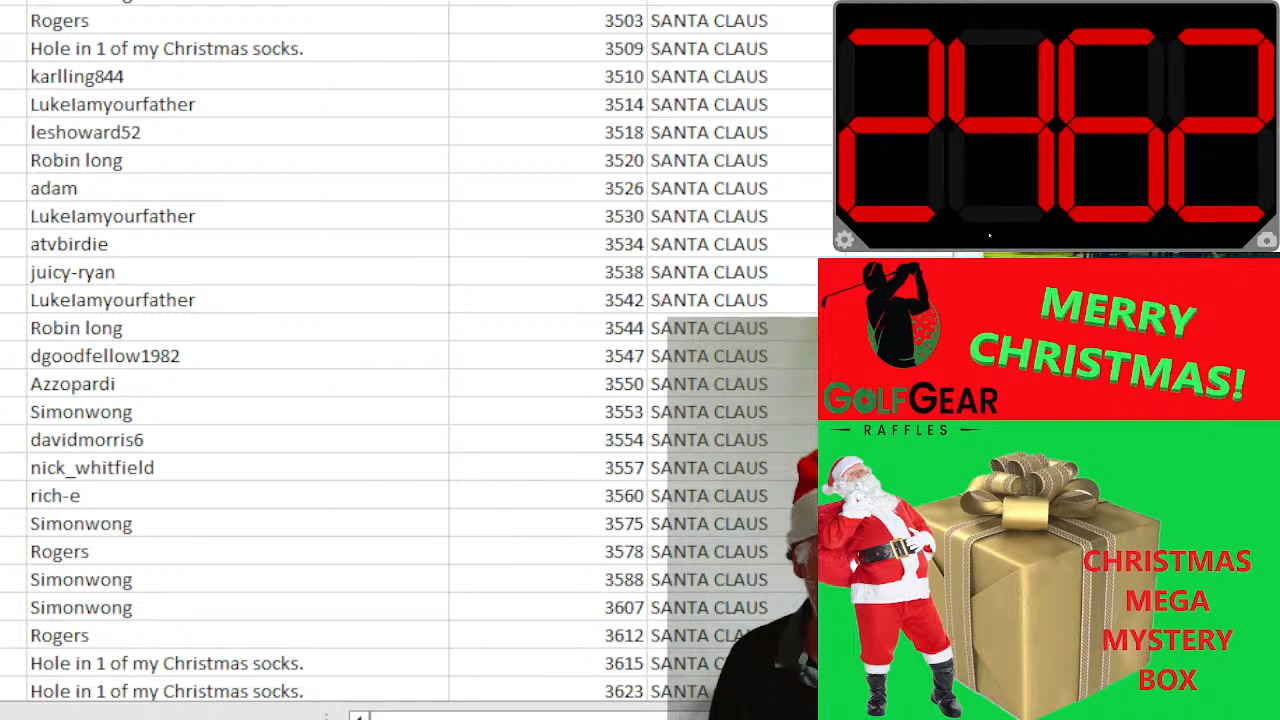 Rogers 3503 SANTA CLAUS
Hole in 1 of my Christmas socks. 3509 SANTA CLAUS
karlling844 3510 SANTA CLAUS
LukeIamyourfather 3514 SANTA CLAUS
leshoward52 3518 SANTA CLAUS
Robin long 3520 SANTA CLAUS
adam 3526 SANTA CLAUS
LukeIamyourfather 3530 SANTA CLAUS
atvbirdie 3534 SANTA CLAUS
juicy-ryan 3538 SANTA CLAUS
LukeIamyourfather 3542 SANTA CLAUS
Robin long 3544 SANTA CLAUS
dgoodfellow1982 3547 SANTA CLAUS
Azzopardi 3550 SANTA CLAUS
Simonwong 3553 SANTA CLAUS
davidmorris6 3554 SANTA CLAUS
nick_whitfield 3557 SANTA CLAUS
rich-e 3560 SANTA CLAUS
Simonwong 3575 SANTA CLAUS
Rogers 3578 SANTA CLAUS
Simonwong 3588 SANTA CLAUS
Simonwong 3607 SANTA CLAUS
Rogers 3612 SANTA CLAUS
Hole in 1 of my Christmas socks. 3615 SANTA C
Hole in 1 of my Christmas socks. 3623 SANTA
2452
MERRY
CHRISTMAS!
GOLFGEAR
RAFFLES
CHRISTMAS
MEGA
MYSTERY
BOX